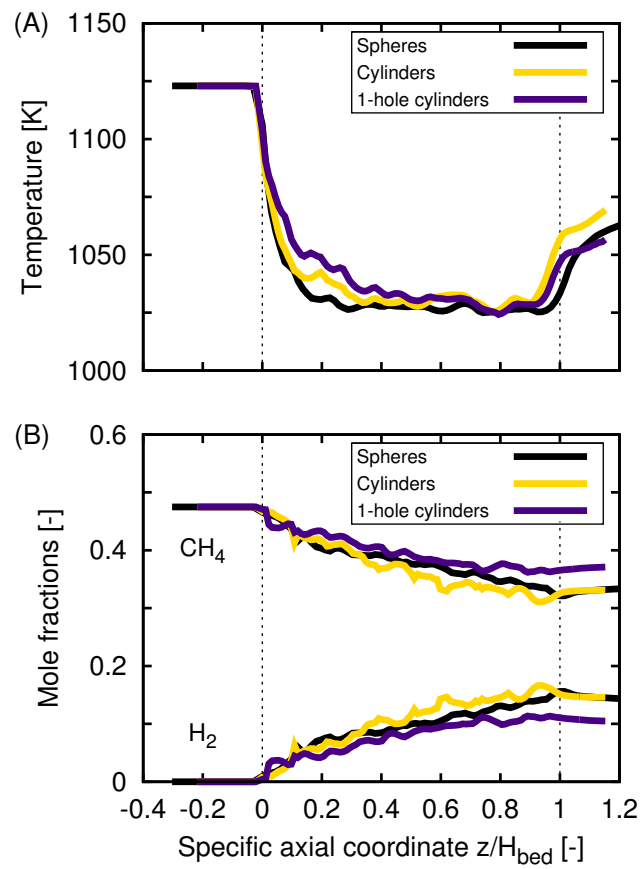 (A)
1150
1100
1050
1000
Temperature [K]
Spheres
Cylinders
1-hole cylinders
(B)
0.6
0.4
0.2
0
Mole fractions [-]
Spheres
Cylinders
1-hole cylinders
CH4
H2
-0.4 -0.2 0 0.2 0.4 0.6 0.8 1 1.2
Specific axial coordinate z/Hbed [-]